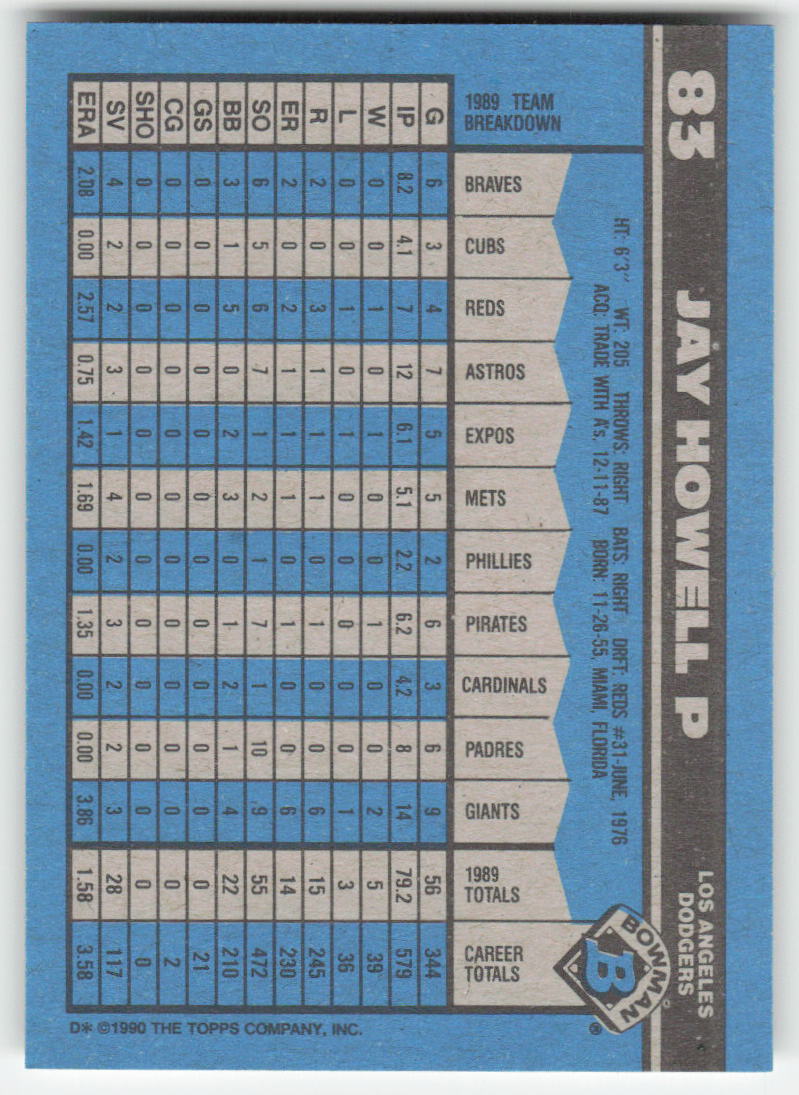 83 JAY HOWELL P LOS ANGELES
DODGERS
HT: 6'3" WT: 205 THROWS: RIGHT BATS: RIGHT DRFT: REDS #31-JUNE, 1976
ACQ: TRADE WITH A's, 12-11-87 BORN: 11-26-55, MIAMI, FLORIDA
BOWMAN
B
®
1989 TEAM
BREAKDOWN
G IP W L R ER SO BB GS CG SHO SV ERA
BRAVES 6 8.2 0 0 2 2 6 3 0 0 0 4 2.08
CUBS 3 4.1 0 0 0 0 5 1 0 0 0 2 0.00
REDS 4 7 1 1 3 2 6 5 0 0 0 2 2.57
ASTROS 7 12 0 0 1 1 7 0 0 0 0 3 0.75
EXPOS 5 6.1 1 1 1 1 1 2 0 0 0 1 1.42
METS 5 5.1 0 0 1 1 2 3 0 0 0 4 1.69
PHILLIES 2 2.2 0 0 0 0 1 0 0 0 0 2 0.00
PIRATES 6 6.2 1 0 1 1 7 1 0 0 0 3 1.35
CARDINALS 3 4.2 0 0 0 0 1 2 0 0 0 2 0.00
PADRES 6 8 0 0 0 0 10 1 0 0 0 2 0.00
GIANTS 9 14 2 1 6 6 9 4 0 0 0 3 3.86
1989
TOTALS 56 79.2 5 3 15 14 55 22 0 0 0 28 1.58
CAREER
TOTALS 344 579 39 36 245 230 472 210 21 2 0 117 3.58
D* ©1990 THE TOPPS COMPANY, INC.